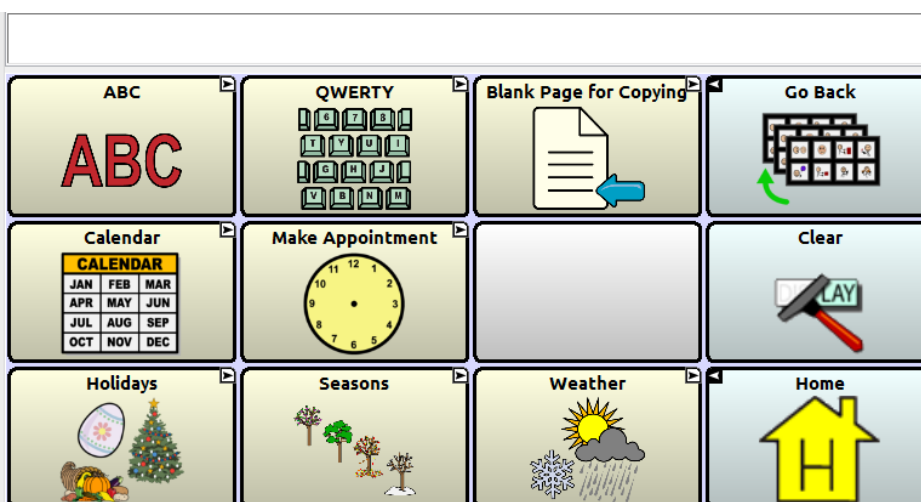 ABC
QWERTY
Blank Page for Copying
Go Back
ABC
6 7 8
T Y U I
G H J
V B N M
Calendar
Make Appointment
Clear
CALENDAR
JAN FEB MAR
APR MAY JUN
JUL AUG SEP
OCT NOV DEC
11 12 1
10 2
9 3
8 4
7 6 5
DISPLAY
Holidays
Seasons
Weather
Home
H